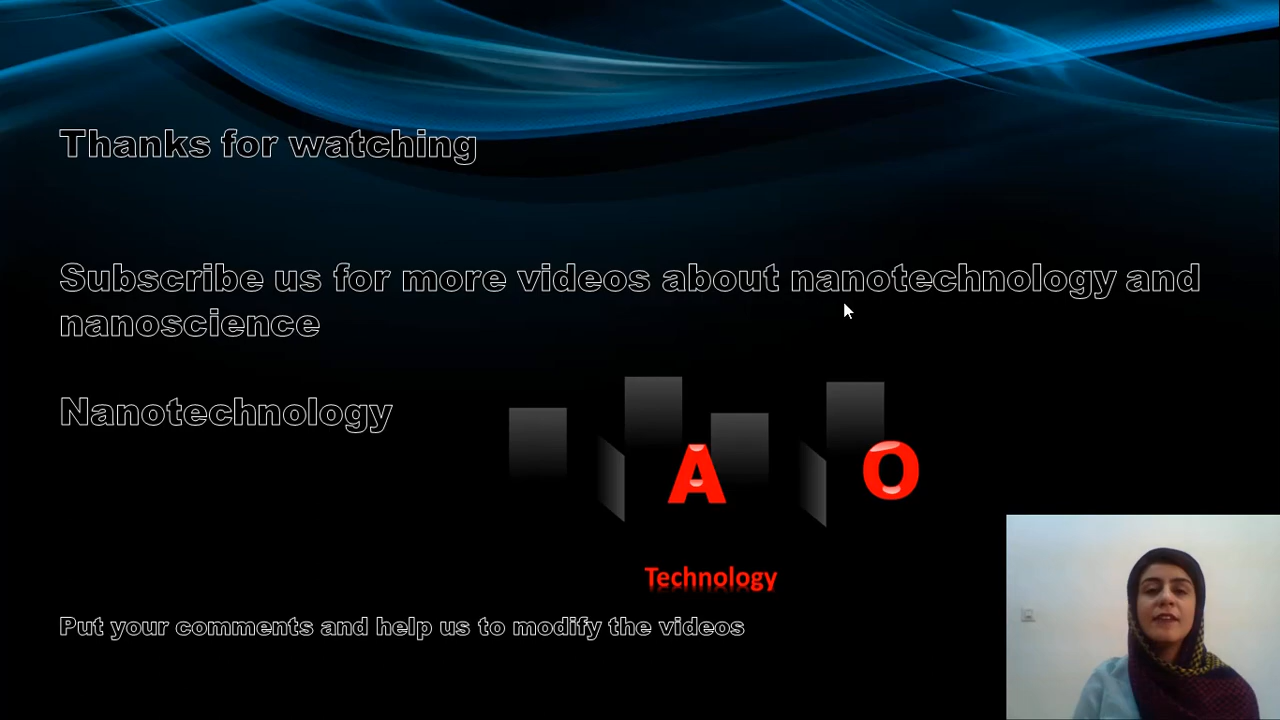 Thanks for watching
Subscribe us for more videos about nanotechnology and
nanoscience
Nanotechnology
A O
Technology
Put your comments and help us to modify the videos